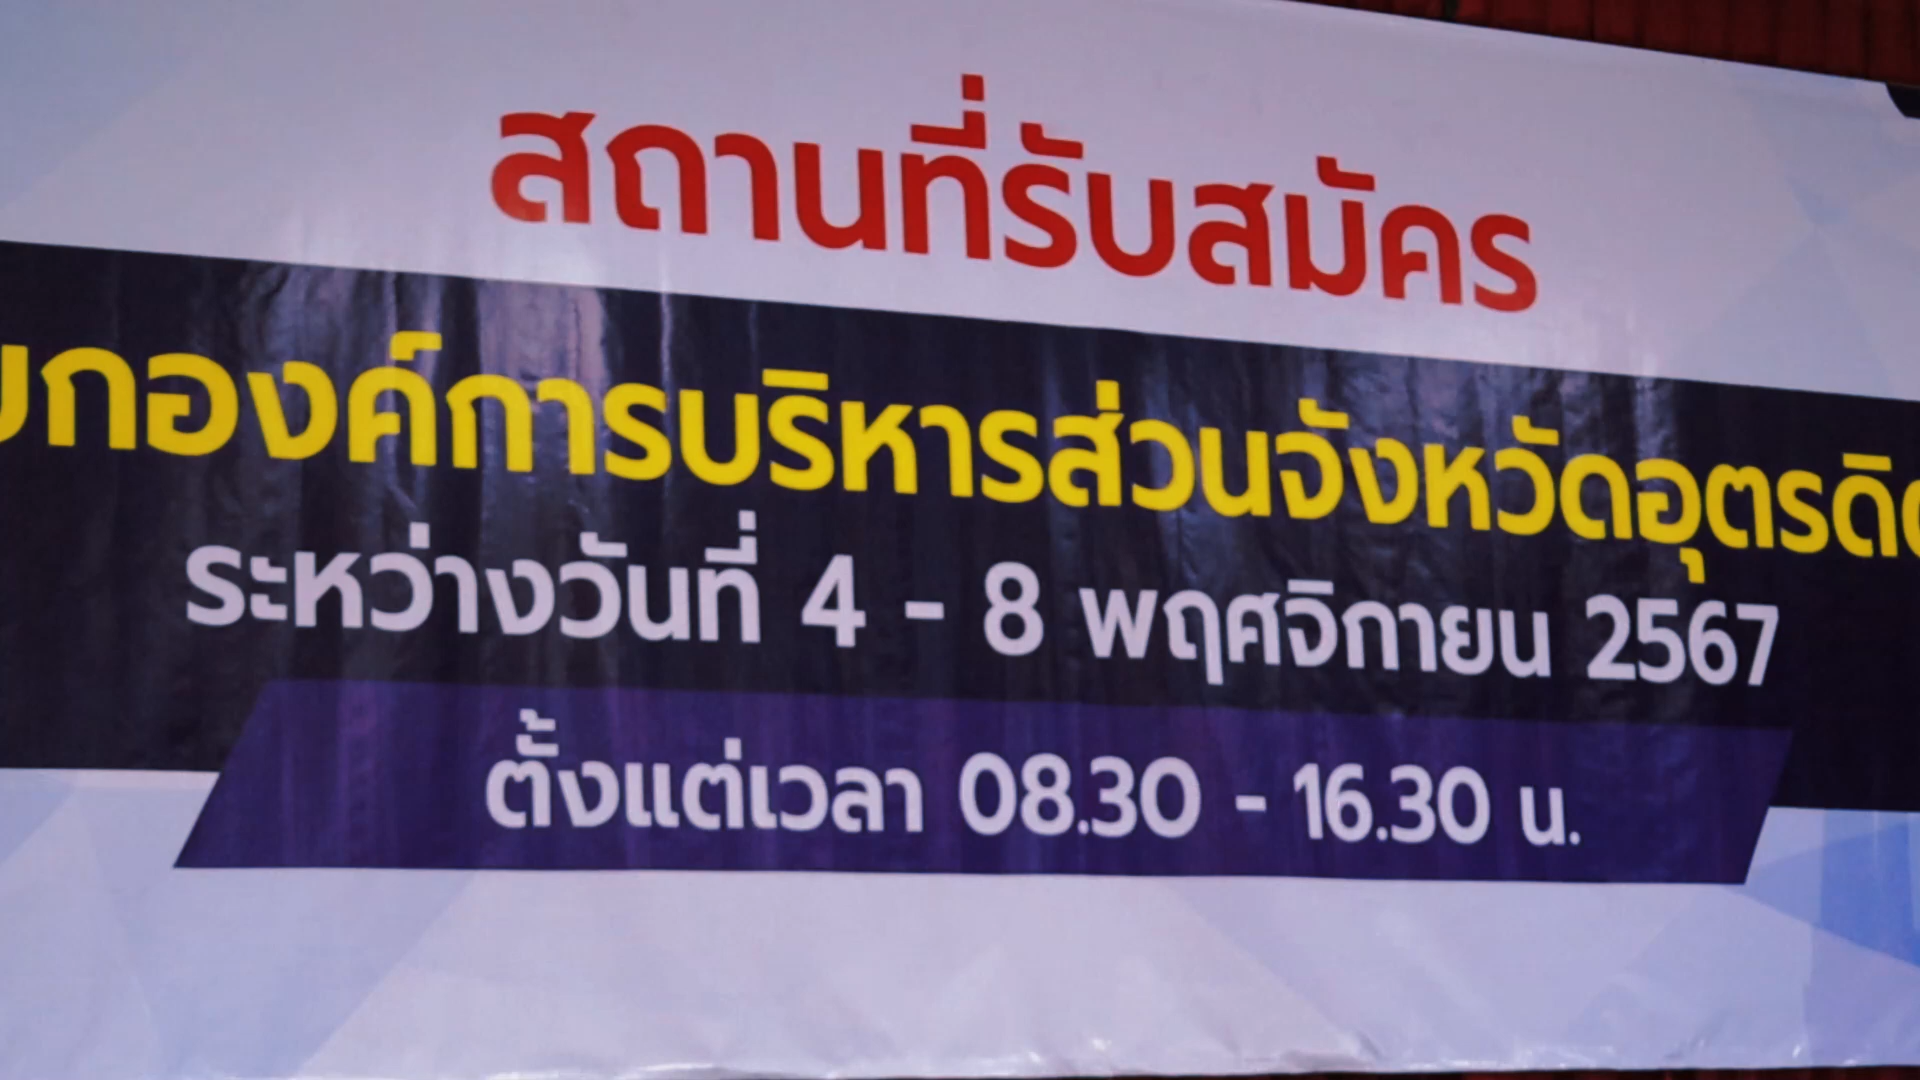 สถานที่รับสมัคร
ยกองค์การบริหารส่วนจังหวัดอุตรดิ
ระหว่างวันที่ 4 - 8 พฤศจิกายน 2567
ตั้งแต่เวลา 08.30 - 16.30 น.